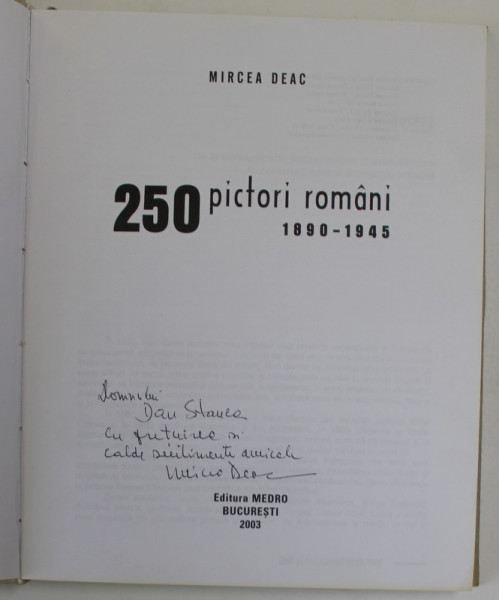 MIRCEA DEAC
250 pictori români
1890-1945
Domnului
Dan Stanca
cu prețuire și
calde sentimente amicale
Mircea Deac
Editura MEDRO
BUCUREȘTI
2003